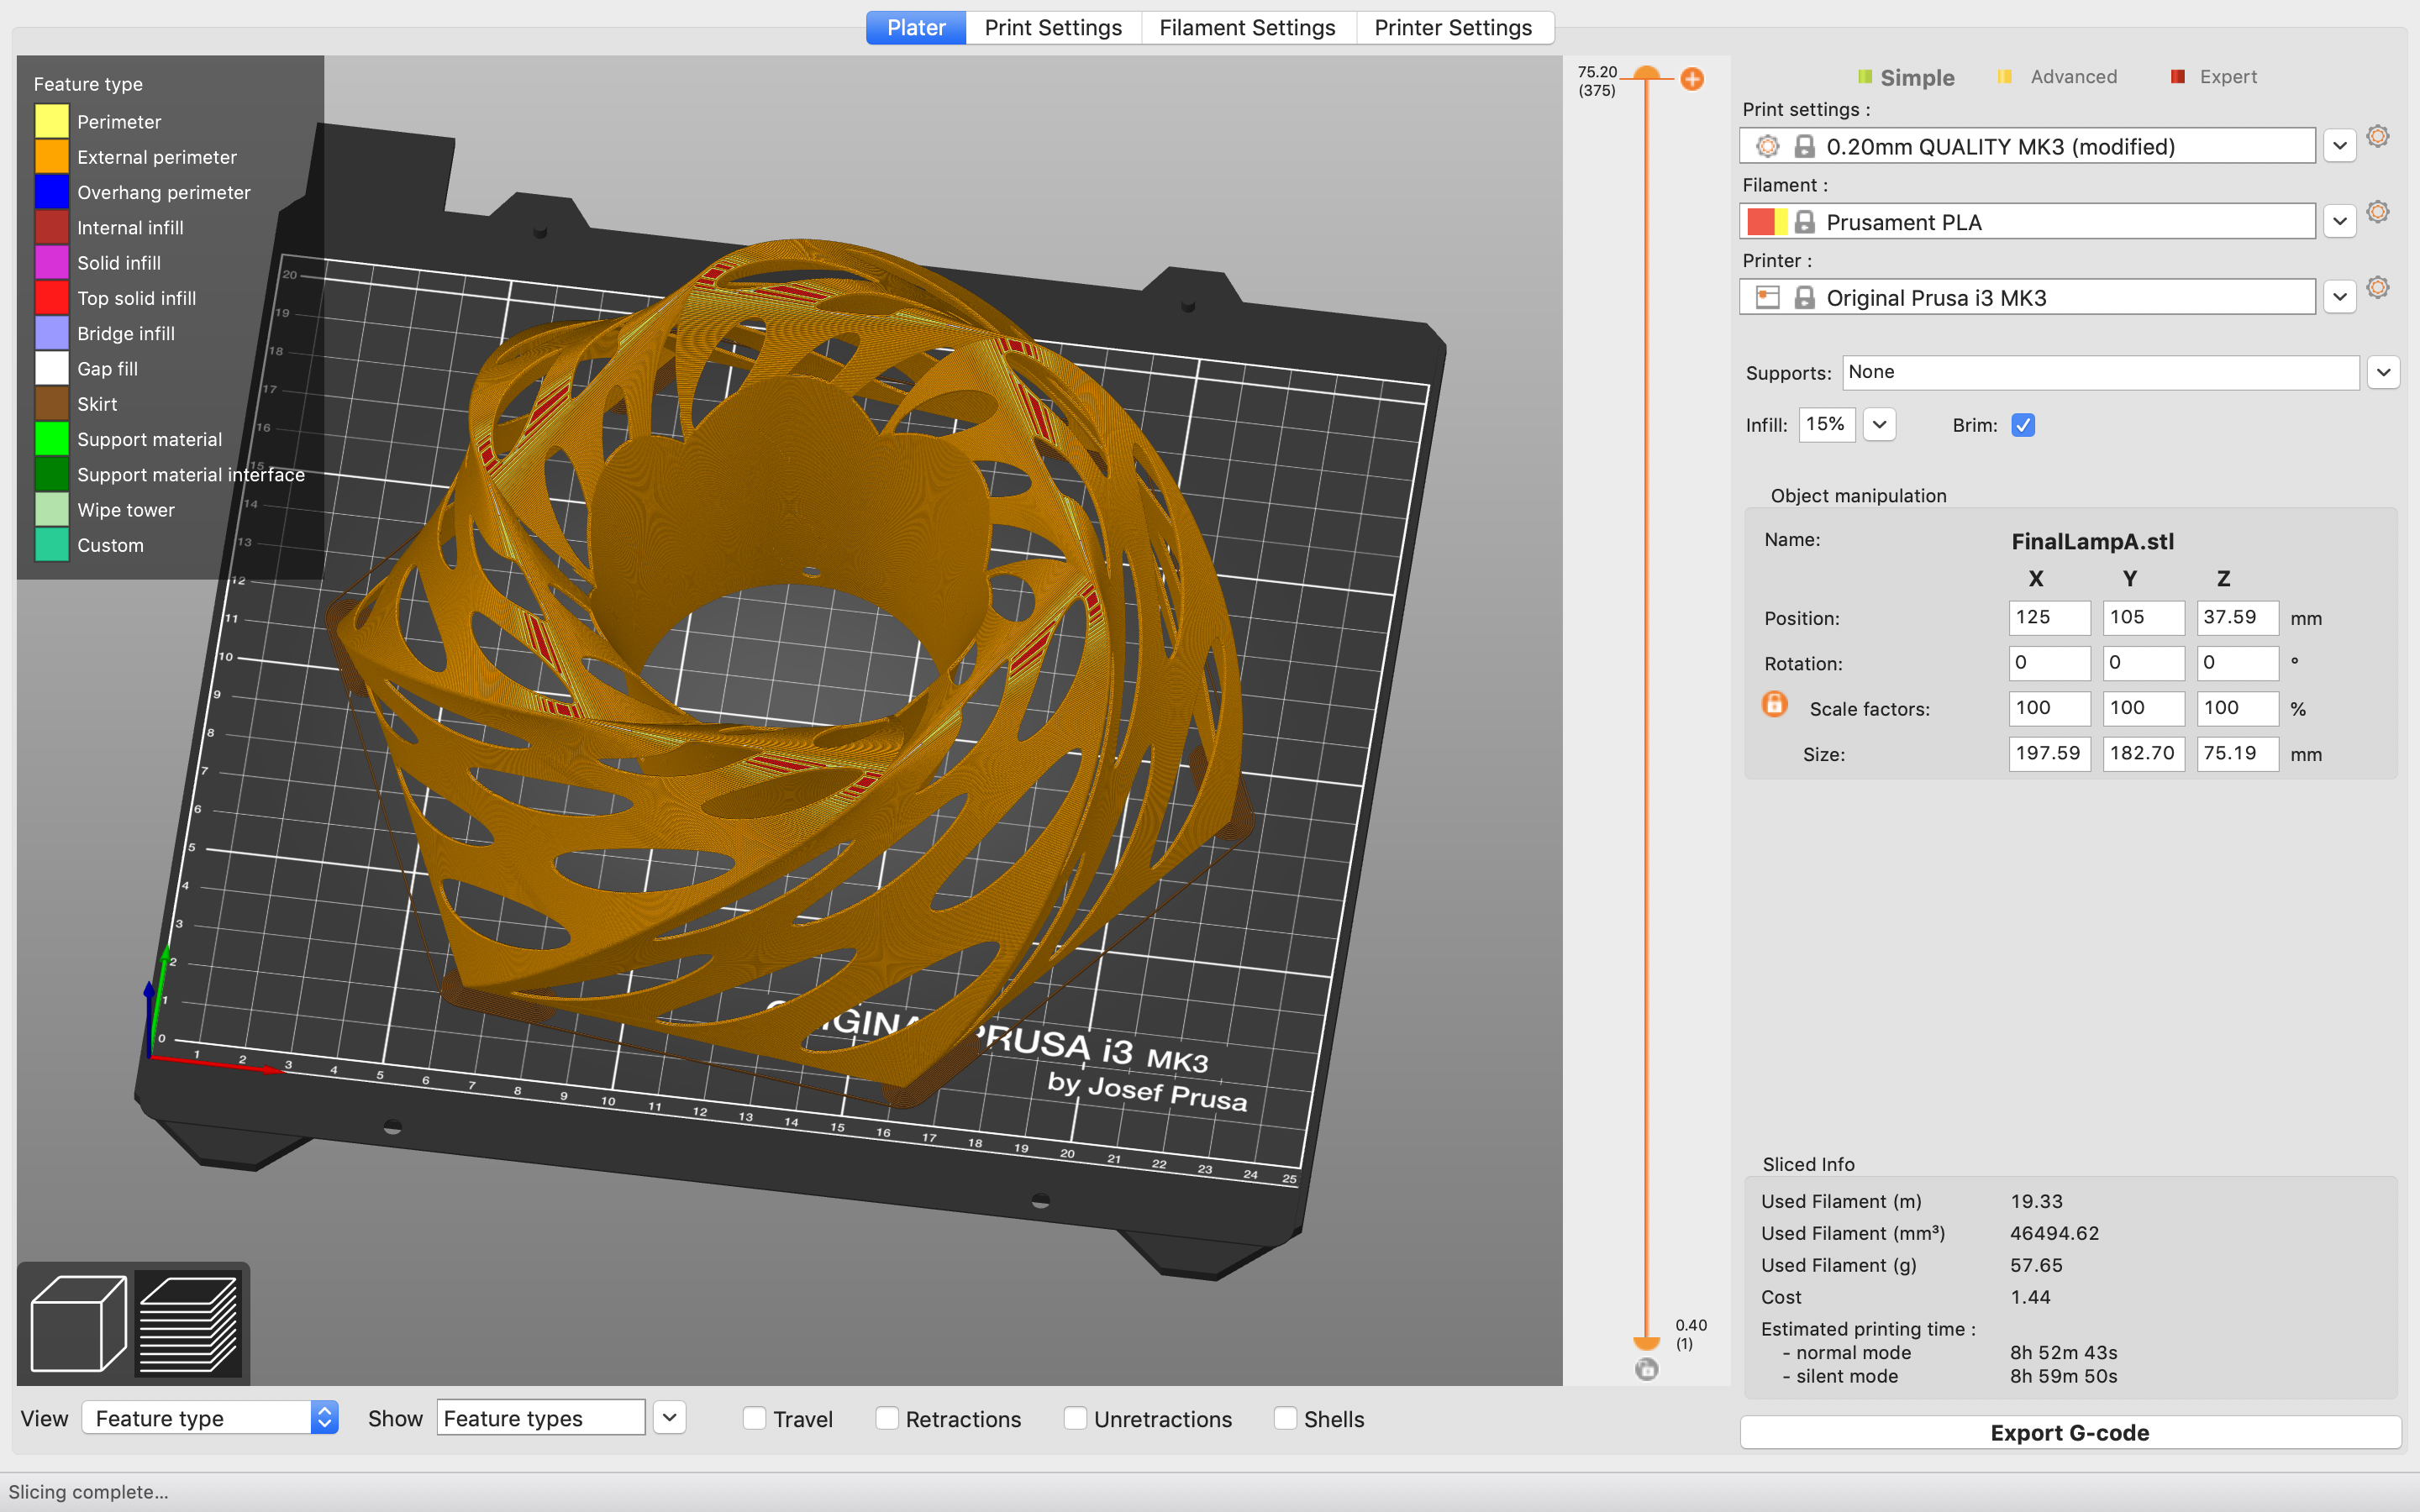 Plater Print Settings Filament Settings Printer Settings
Feature type
Perimeter
External perimeter
Overhang perimeter
Internal infill
Solid infill
Top solid infill
Bridge infill
Gap fill
Skirt
Support material
Support material interface
Wipe tower
Custom
20
19
18
17
16
15
14
13
12
11
10
9
8
7
6
5
4
3
2
1
0
1 2 3 4 5 6 7 8 9 10 11 12 13 14 15 16 17 18 19 20 21 22 23 24 25
PRUSA i3 MK3
by Josef Prusa
75.20
(375)
0.40
(1)
Simple Advanced Expert
Print settings :
0.20mm QUALITY MK3 (modified)
Filament :
Prusament PLA
Printer :
Original Prusa i3 MK3
Supports: None
Infill: 15% Brim:
Object manipulation
Name: FinalLampA.stl
X Y Z
Position: 125 105 37.59 mm
Rotation: 0 0 0 °
Scale factors: 100 100 100 %
Size: 197.59 182.70 75.19 mm
Sliced Info
Used Filament (m) 19.33
Used Filament (mm³) 46494.62
Used Filament (g) 57.65
Cost 1.44
Estimated printing time :
- normal mode 8h 52m 43s
- silent mode 8h 59m 50s
Export G-code
View Feature type Show Feature types Travel Retractions Unretractions Shells
Slicing complete...